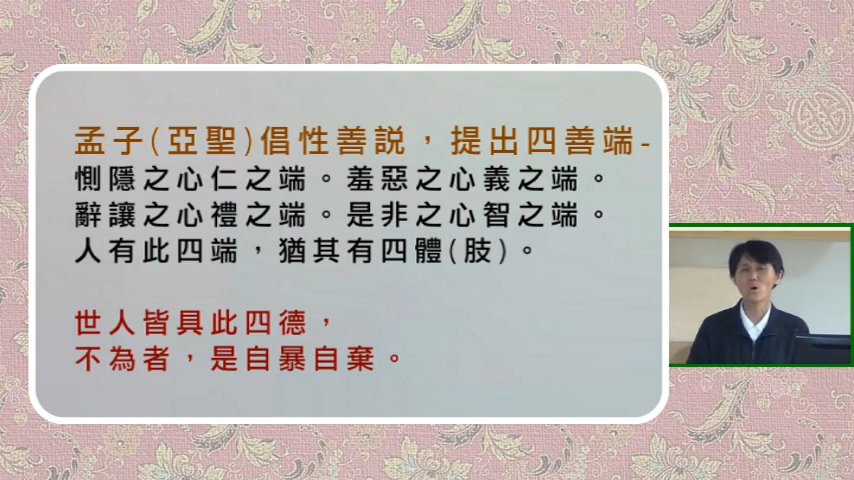 孟子(亞聖)倡性善説，提出四善端-
惻隱之心仁之端。羞惡之心義之端。
辭讓之心禮之端。是非之心智之端。
人有此四端，猶其有四體(肢)。
世人皆具此四德，
不為者，是自暴自棄。